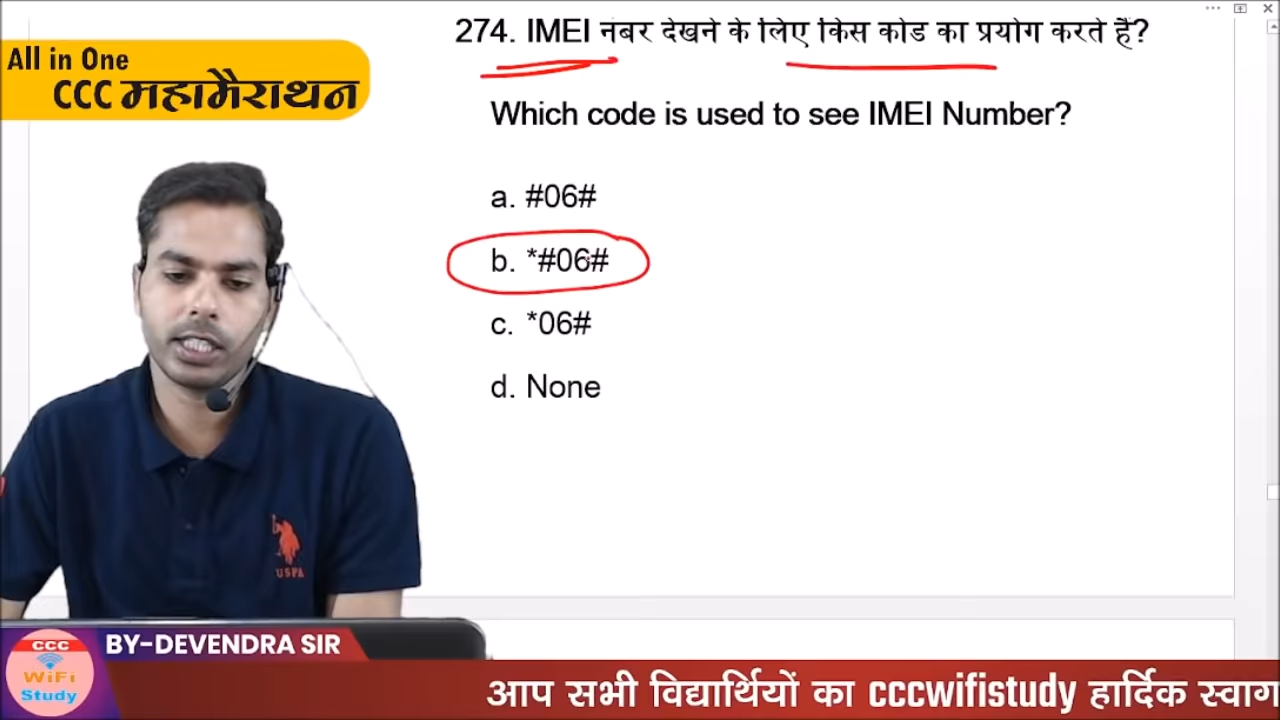 274. IMEI नंबर देखने के लिए किस कोड का प्रयोग करते हैं?
All in One
CCC महामैराथन
Which code is used to see IMEI Number?
a. #06#
b. *#06#
c. *06#
d. None
USPA
BY-DEVENDRA SIR
CCC
WiFi
Study
आप सभी विद्यार्थियों का cccwifistudy हार्दिक स्वाग